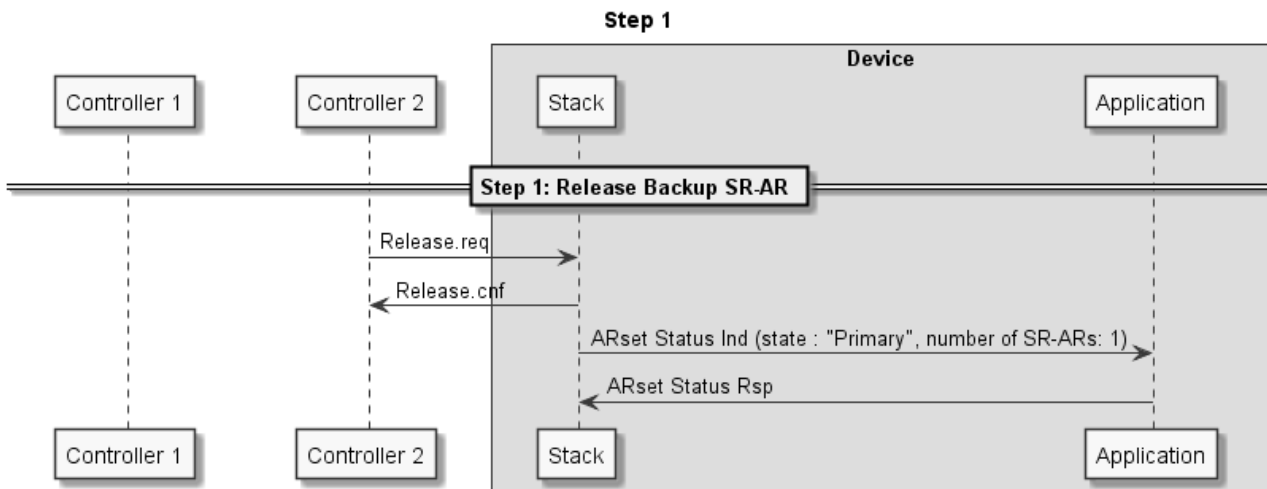 Step 1
Device
Controller 1
Controller 2
Stack
Application
Step 1: Release Backup SR-AR
Release.req
Release.cnf
ARset Status Ind (state : "Primary", number of SR-ARs: 1)
ARset Status Rsp
Controller 1
Controller 2
Stack
Application